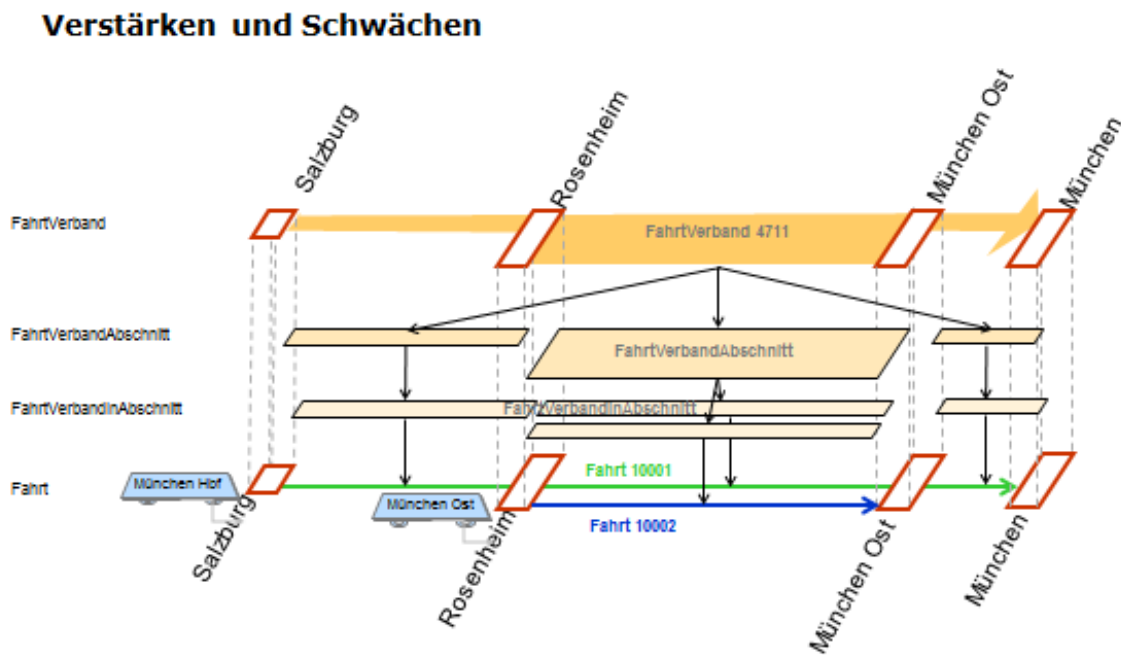 Verstärken und Schwächen
Salzburg
Rosenheim
München Ost
München
FahrtVerband
FahrtVerband 4711
FahrtVerbandAbschnitt
FahrtVerbandAbschnitt
FahrtVerbandInAbschnitt
FahrtVerbandInAbschnitt
Fahrt
München Hbf
Fahrt 10001
München Ost
Fahrt 10002
Salzburg
Rosenheim
München Ost
München